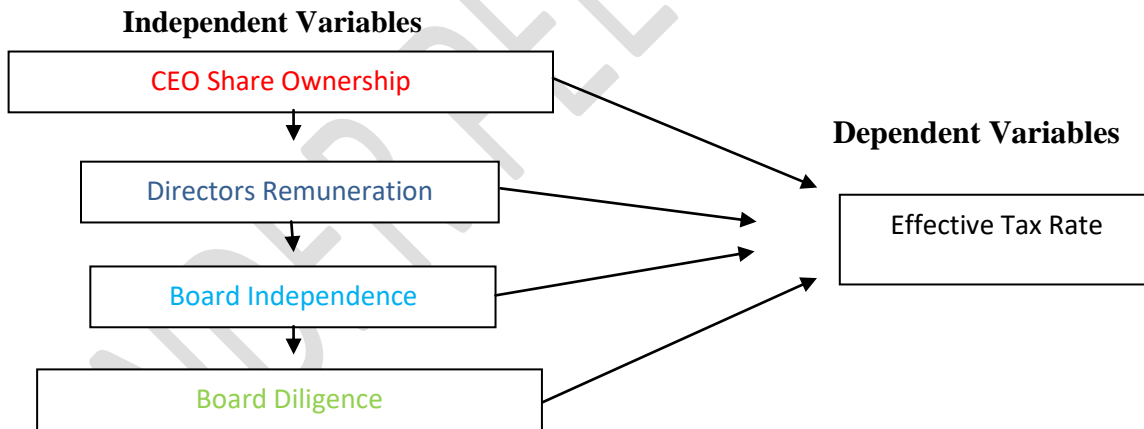 Independent Variables
CEO Share Ownership
Dependent Variables
Directors Remuneration
Effective Tax Rate
Board Independence
Board Diligence